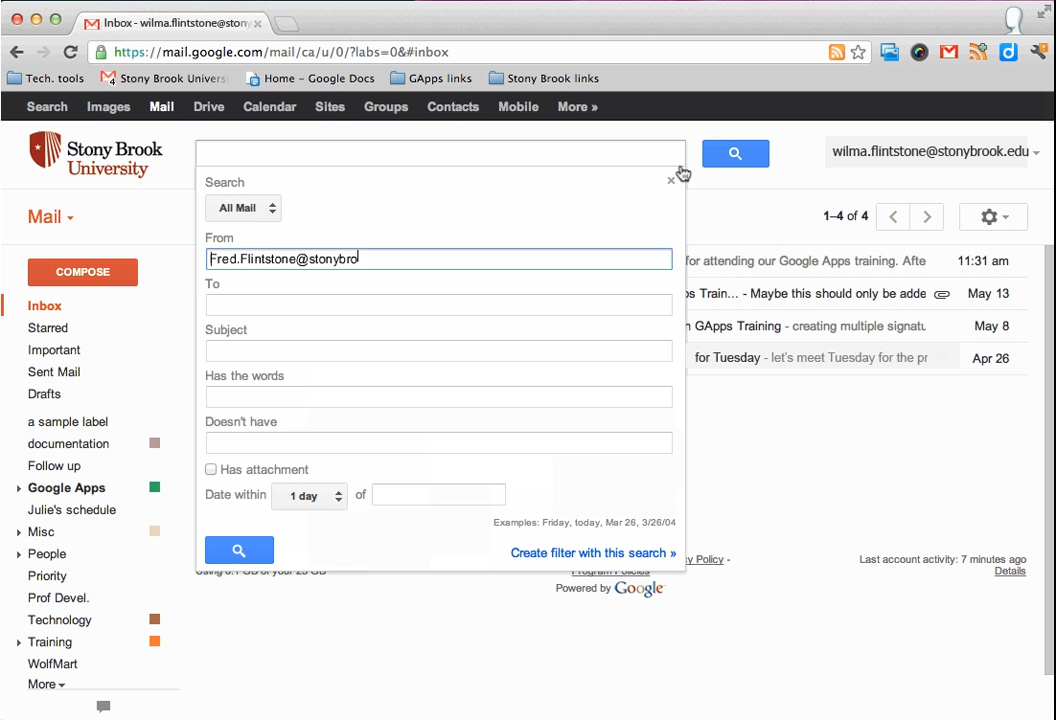 Inbox - wilma.flintstone@stony
https://mail.google.com/mail/ca/u/0/?labs=0&#inbox
Tech. tools 4 Stony Brook Univers Home - Google Docs GApps links Stony Brook links
Search Images Mail Drive Calendar Sites Groups Contacts Mobile More »
Stony Brook
University
wilma.flintstone@stonybrook.edu
Mail
1–4 of 4
Search
All Mail
From
Fred.Flintstone@stonybro
To
Subject
Has the words
Doesn't have
Has attachment
Date within 1 day of
Examples: Friday, today, Mar 26, 3/26/04
Create filter with this search »
for attending our Google Apps training. Afte 11:31 am
s Train... - Maybe this should only be adde May 13
GApps Training - creating multiple signatu May 8
for Tuesday - let's meet Tuesday for the pr Apr 26
COMPOSE
Inbox
Starred
Important
Sent Mail
Drafts
a sample label
documentation
Follow up
Google Apps
Julie's schedule
Misc
People
Priority
Prof Devel.
Technology
Training
WolfMart
More
y Policy -
Program Policies
Powered by Google
Last account activity: 7 minutes ago
Details